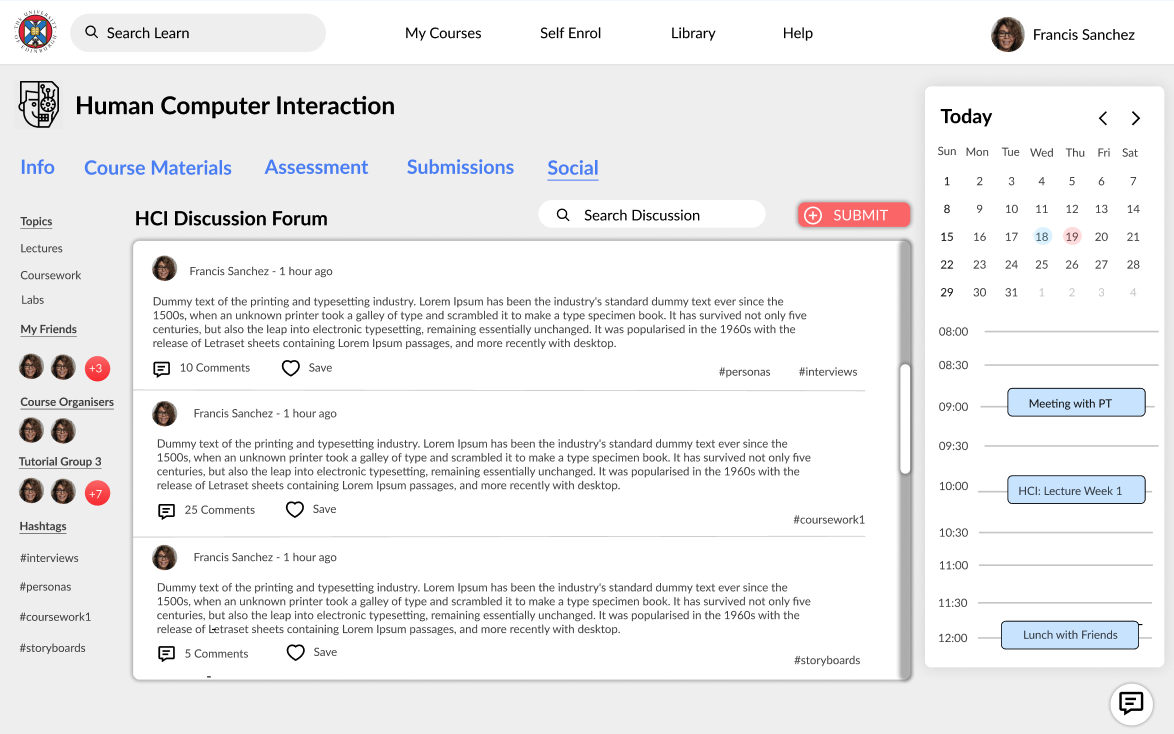 Search Learn
My Courses
Self Enrol
Library
Help
Francis Sanchez
Human Computer Interaction
Info
Course Materials
Assessment
Submissions
Social
Topics
Lectures
Coursework
Labs
My Friends
+3
Course Organisers
Tutorial Group 3
+7
Hashtags
#interviews
#personas
#coursework1
#storyboards
HCI Discussion Forum
Search Discussion
SUBMIT
Francis Sanchez - 1 hour ago
Dummy text of the printing and typesetting industry. Lorem Ipsum has been the industry's standard dummy text ever since the
1500s, when an unknown printer took a galley of type and scrambled it to make a type specimen book. It has survived not only five
centuries, but also the leap into electronic typesetting, remaining essentially unchanged. It was popularised in the 1960s with the
release of Letraset sheets containing Lorem Ipsum passages, and more recently with desktop.
10 Comments
Save
#personas
#interviews
Francis Sanchez - 1 hour ago
Dummy text of the printing and typesetting industry. Lorem Ipsum has been the industry's standard dummy text ever since the
1500s, when an unknown printer took a galley of type and scrambled it to make a type specimen book. It has survived not only five
centuries, but also the leap into electronic typesetting, remaining essentially unchanged. It was popularised in the 1960s with the
release of Letraset sheets containing Lorem Ipsum passages, and more recently with desktop.
25 Comments
Save
#coursework1
Francis Sanchez - 1 hour ago
Dummy text of the printing and typesetting industry. Lorem Ipsum has been the industry's standard dummy text ever since the
1500s, when an unknown printer took a galley of type and scrambled it to make a type specimen book. It has survived not only five
centuries, but also the leap into electronic typesetting, remaining essentially unchanged. It was popularised in the 1960s with the
release of Letraset sheets containing Lorem Ipsum passages, and more recently with desktop.
5 Comments
Save
#storyboards
Today
Sun Mon Tue Wed Thu Fri Sat
1 2 3 4 5 6 7
8 9 10 11 12 13 14
15 16 17 18 19 20 21
22 23 24 25 26 27 28
29 30 31 1 2 3 4
08:00
08:30
09:00 Meeting with PT
09:30
10:00 HCI: Lecture Week 1
10:30
11:00
11:30
12:00 Lunch with Friends